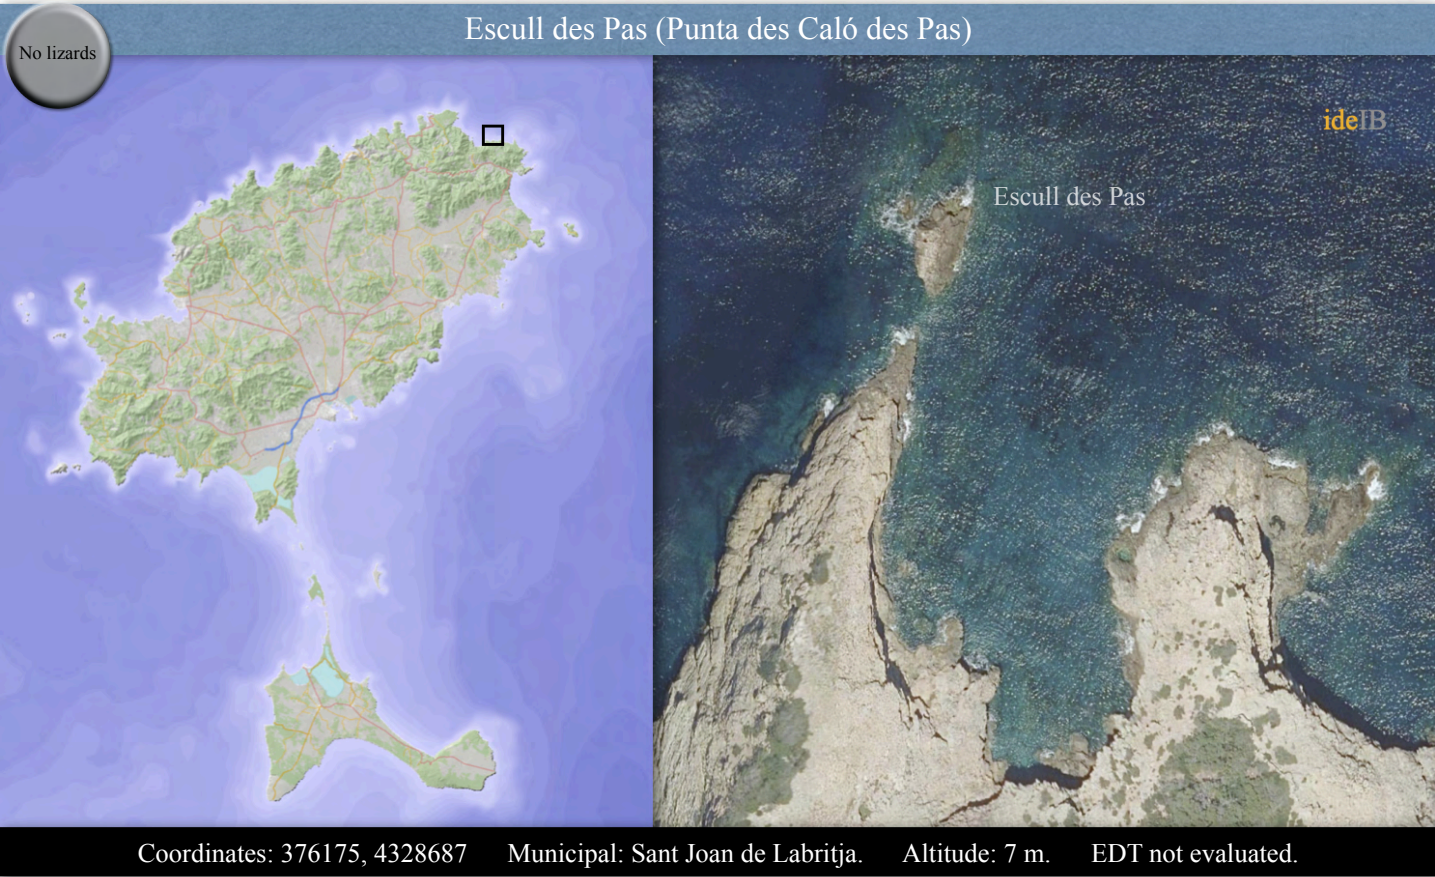 Escull des Pas (Punta des Caló des Pas)
No lizards
ideIB
Escull des Pas
Coordinates: 376175, 4328687 Municipal: Sant Joan de Labritja. Altitude: 7 m. EDT not evaluated.